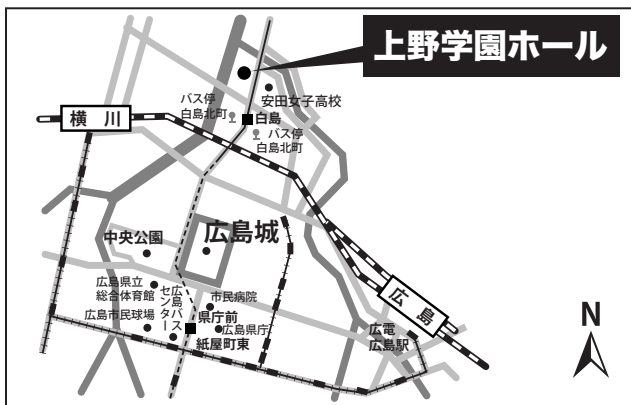 上野学園ホール
バス停
白島北町
安田女子高校
白島
バス停
白島北町
横 川
中央公園
広島城
広島県立
総合体育館
広島市民球場
広島バス
センター
市民病院
県庁前
広島県庁
紙屋町東
広 島
広電
広島駅
N